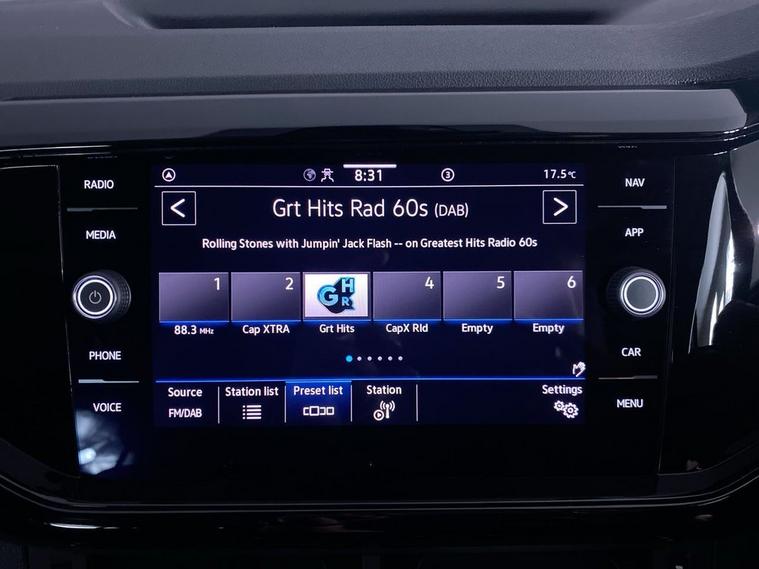 RADIO
MEDIA
PHONE
VOICE
8:31
3
17.5°C
Grt Hits Rad 60s (DAB)
Rolling Stones with Jumpin' Jack Flash -- on Greatest Hits Radio 60s
1
2
GHR
4
5
6
88.3 MHz
Cap XTRA
Grt Hits
CapX Rld
Empty
Empty
Source
FM/DAB
Station list
Preset list
Station
Settings
NAV
APP
CAR
MENU